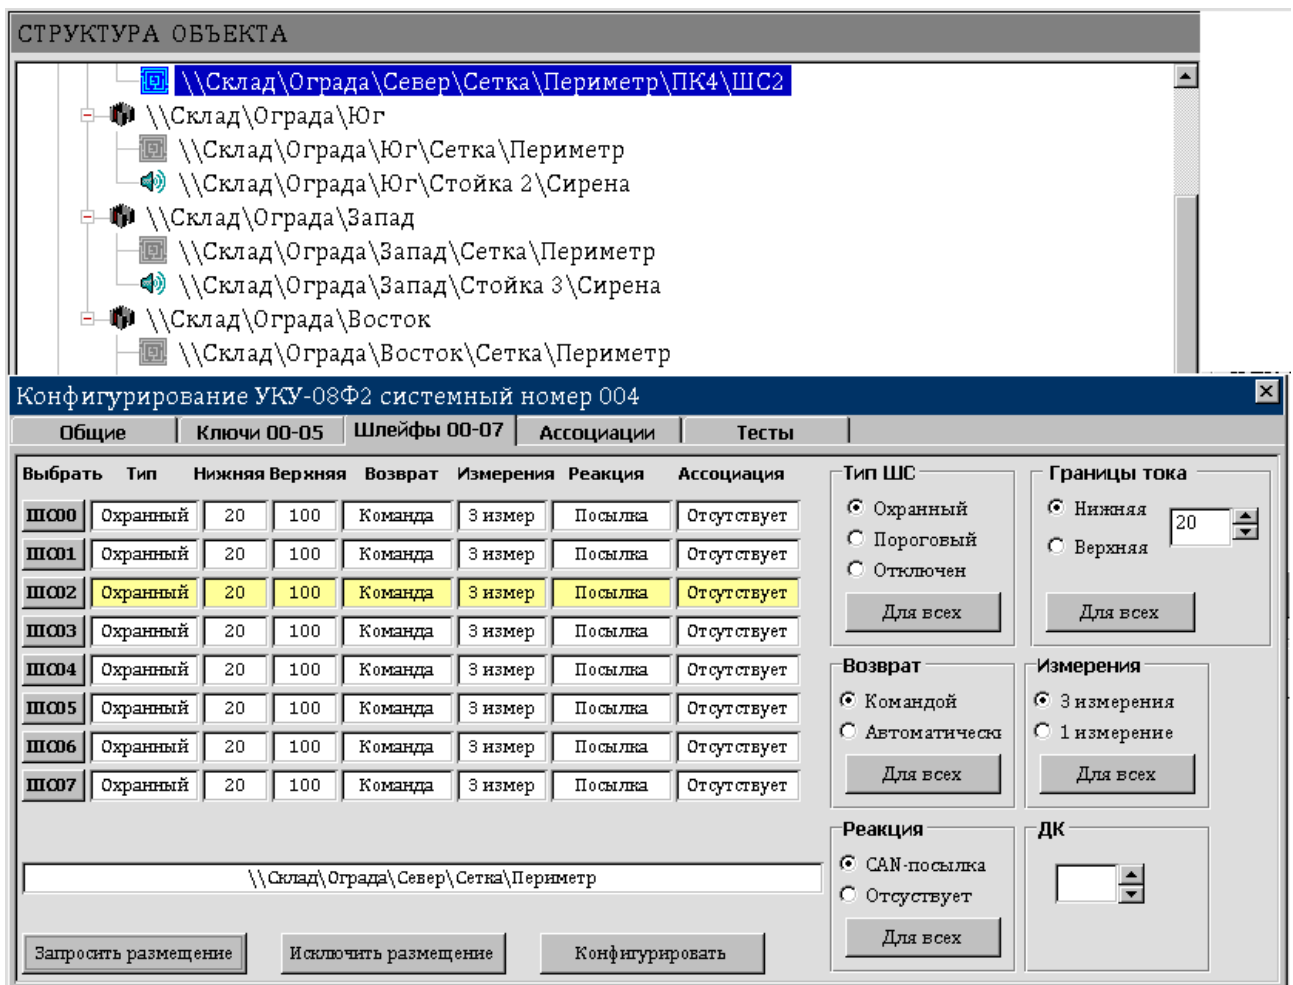 СТРУКТУРА ОБЪЕКТА
\\Склад\Ограда\Север\Сетка\Периметр\ПК4\ШС2
\\Склад\Ограда\Юг
\\Склад\Ограда\Юг\Сетка\Периметр
\\Склад\Ограда\Юг\Стойка 2\Сирена
\\Склад\Ограда\Запад
\\Склад\Ограда\Запад\Сетка\Периметр
\\Склад\Ограда\Запад\Стойка 3\Сирена
\\Склад\Ограда\Восток
\\Склад\Ограда\Восток\Сетка\Периметр
Конфигурирование УКУ-08Ф2 системный номер 004
Общие Ключи 00-05 Шлейфы 00-07 Ассоциации Тесты
Выбрать Тип Нижняя Верхняя Возврат Измерения Реакция Ассоциация
ШС00 Охранный 20 100 Команда 3 измер Посылка Отсутствует
ШС01 Охранный 20 100 Команда 3 измер Посылка Отсутствует
ШС02 Охранный 20 100 Команда 3 измер Посылка Отсутствует
ШС03 Охранный 20 100 Команда 3 измер Посылка Отсутствует
ШС04 Охранный 20 100 Команда 3 измер Посылка Отсутствует
ШС05 Охранный 20 100 Команда 3 измер Посылка Отсутствует
ШС06 Охранный 20 100 Команда 3 измер Посылка Отсутствует
ШС07 Охранный 20 100 Команда 3 измер Посылка Отсутствует
\\Склад\Ограда\Север\Сетка\Периметр
Запросить размещение Исключить размещение Конфигурировать
Тип ШС
Охранный
Пороговый
Отключен
Для всех
Границы тока
Нижняя
20
Верхняя
Для всех
Возврат
Командой
Автоматически
Для всех
Измерения
3 измерения
1 измерение
Для всех
Реакция
CAN-посылка
Отсуствует
Для всех
ДК